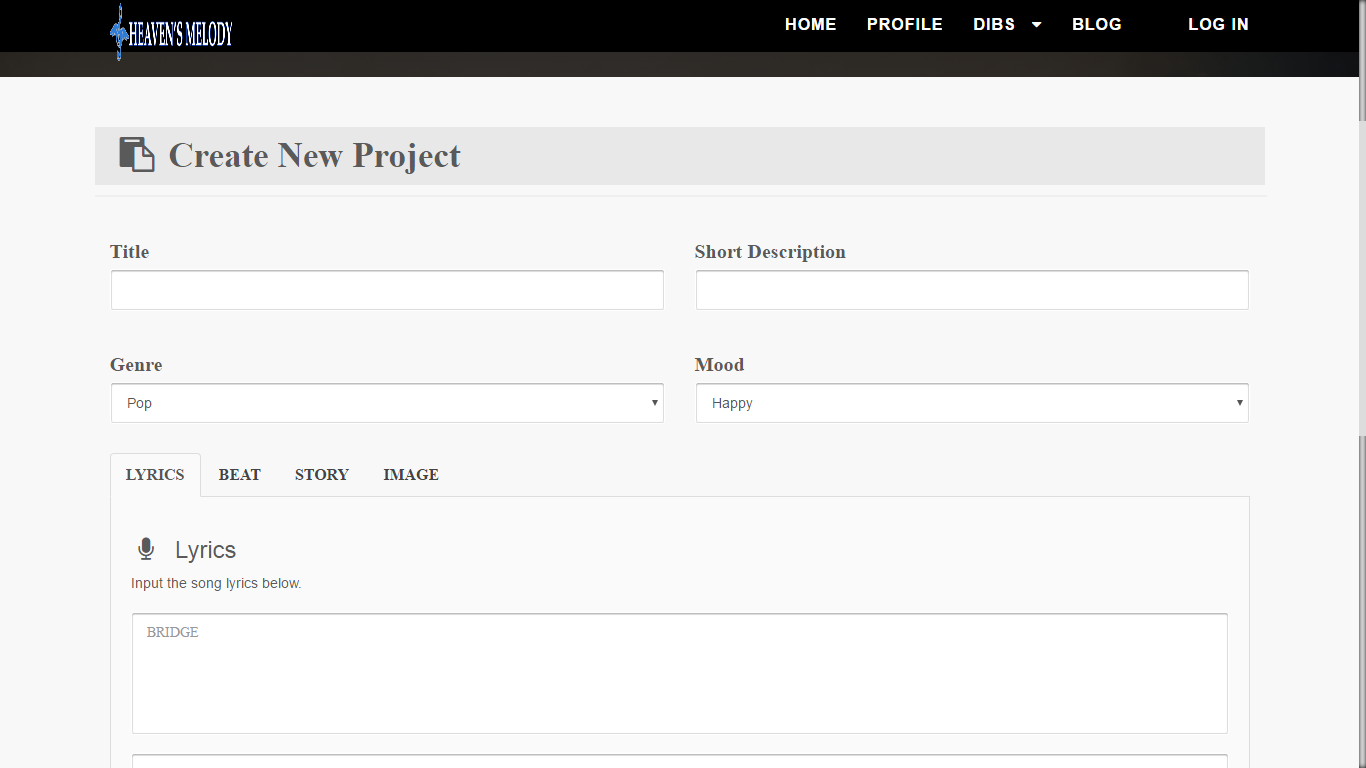 HEAVEN'S MELODY
HOME PROFILE DIBS BLOG LOG IN
Create New Project
Title Short Description
Genre Mood
Pop Happy
LYRICS BEAT STORY IMAGE
Lyrics
Input the song lyrics below.
BRIDGE